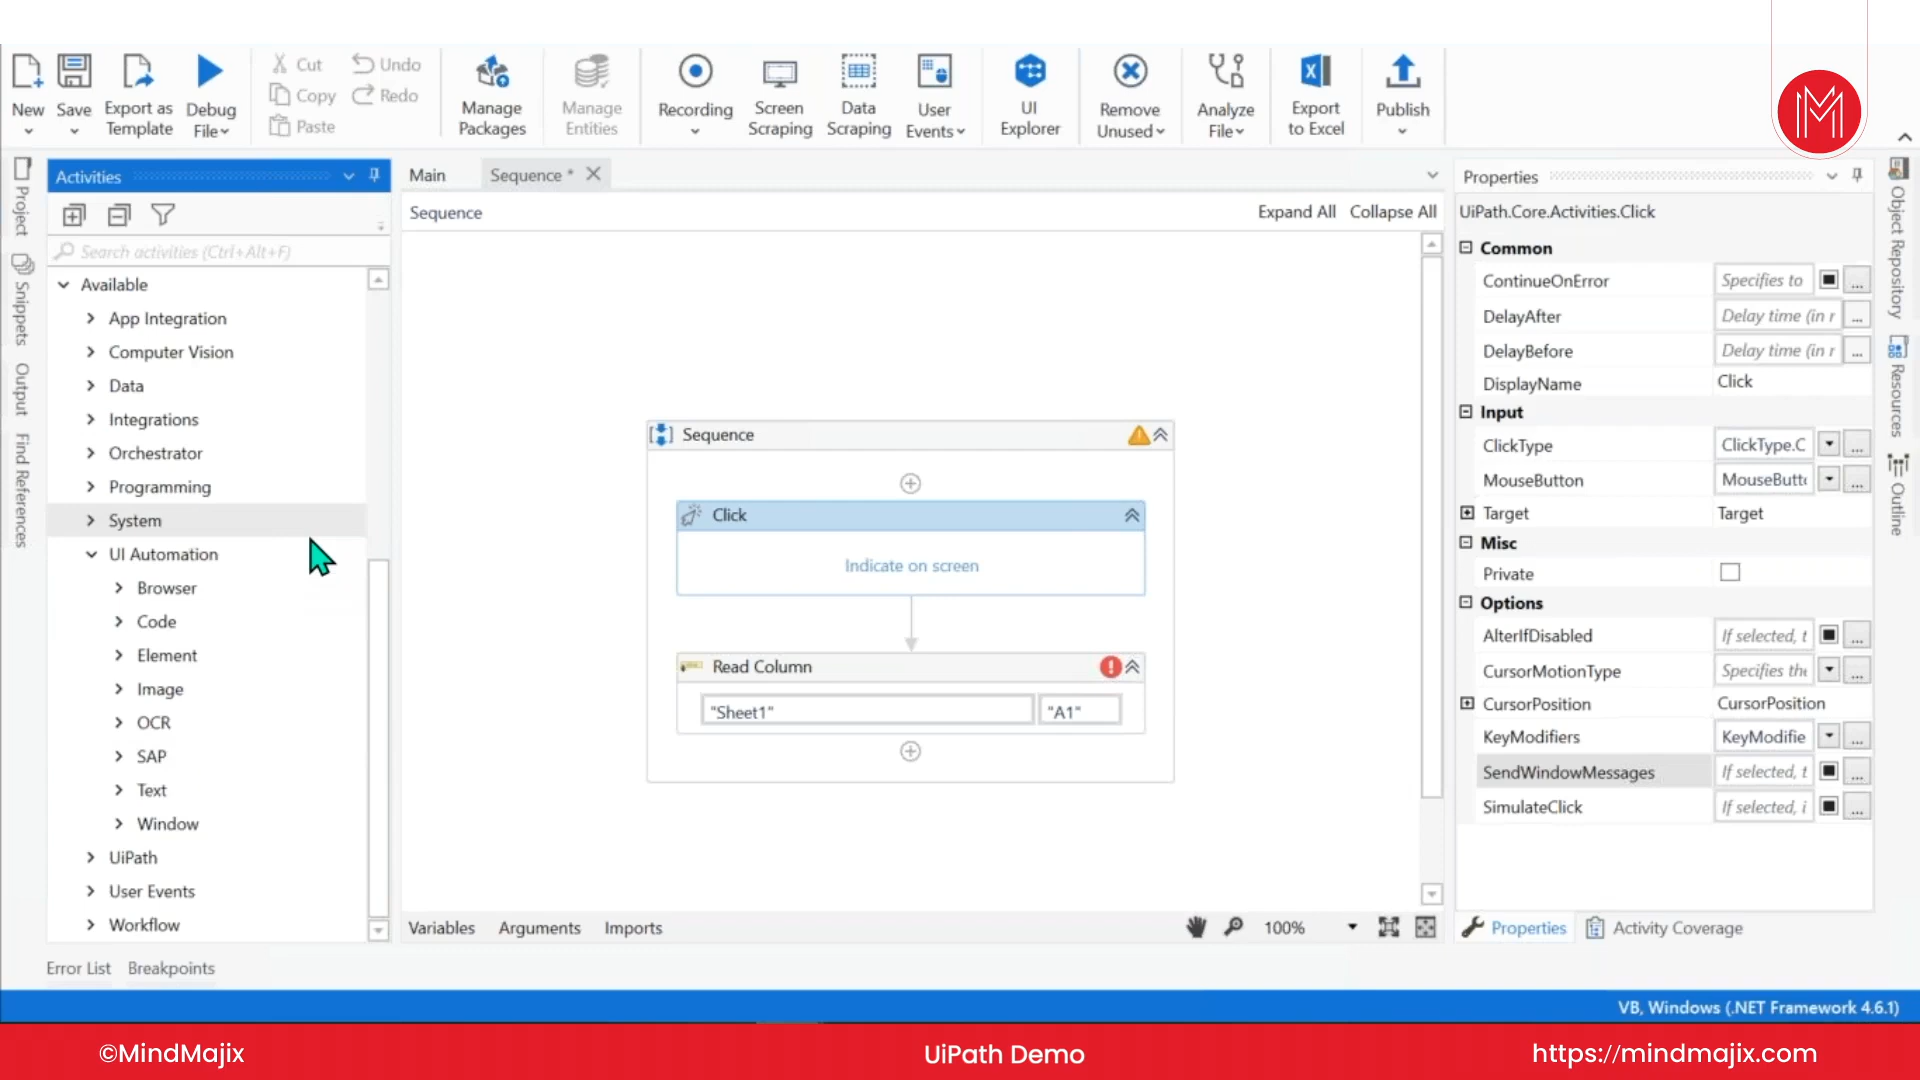 New
Save
Export as
Template
Debug
File
Cut
Copy
Paste
Undo
Redo
Manage
Packages
Manage
Entities
Recording
Screen
Scraping
Data
Scraping
User
Events
UI
Explorer
Remove
Unused
Analyze
File
Export
to Excel
Publish
Project
Snippets
Output
Find References
Activities
Search activities (Ctrl+Alt+F)
Available
App Integration
Computer Vision
Data
Integrations
Orchestrator
Programming
System
UI Automation
Browser
Code
Element
Image
OCR
SAP
Text
Window
UiPath
User Events
Workflow
Main
Sequence *
Sequence
Expand All
Collapse All
Sequence
Click
Indicate on screen
Read Column
"Sheet1"
"A1"
Variables
Arguments
Imports
100%
Properties
UiPath.Core.Activities.Click
Common
ContinueOnError
Specifies to
...
DelayAfter
Delay time (in r
...
DelayBefore
Delay time (in r
...
DisplayName
Click
Input
ClickType
ClickType.C
...
MouseButton
MouseButt
...
Target
Target
Misc
Private
Options
AlterIfDisabled
If selected, t
...
CursorMotionType
Specifies the
...
CursorPosition
CursorPosition
KeyModifiers
KeyModifie
...
SendWindowMessages
If selected, t
...
SimulateClick
If selected, i
...
Properties
Activity Coverage
Object Repository
Resources
Outline
Error List
Breakpoints
VB, Windows (.NET Framework 4.6.1)
©MindMajix
UiPath Demo
https://mindmajix.com